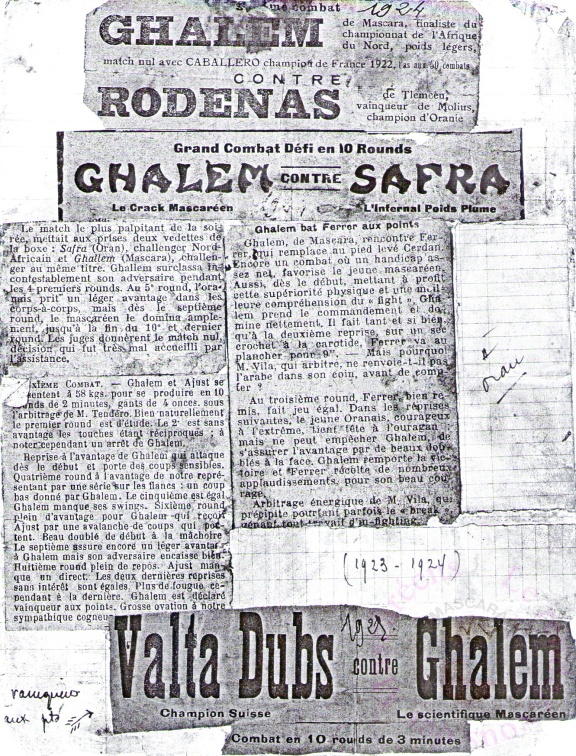 me combat 1924
GHALEM
de Mascara, finaliste du
championnat de l'Afrique
du Nord, poids légers,
match nul avec CABALLERO champion de France 1922, combats
CONTRE
RODENAS
de Tlemcen,
vainqueur de Molius,
champion d'Oranie
Grand Combat Défi en 10 Rounds
GHALEM CONTRE SAFRA
Le Crack Mascaréen L'Infernal Poids Plume
Le match le plus palpitant de la soi-
rée, mettait aux prises deux vedettes de
la boxe : Safra (Oran), challenger Nord-
Africain et Ghallem (Mascara), challen-
ger au même titre. Ghallem surclassa in-
contestablement son adversaire pendant
les 4 premiers rounds. Au 5e round, l'ora-
nais prit un léger avantage dans les
corps-à-corps, mais dès le septième
round, le mascaréen le domina ample-
ment, jusqu'à la fin du 10e et dernier
round. Les juges donnèrent le match nul,
décision qui fut très mal accueilli par
l'assistance.
IXIÈME COMBAT. — Ghalem et Ajust se
sentent à 58 kgs. pour se produire en 10
rounds de 2 minutes, gants de 4 onces, sous
l'arbitrage de M. Tendéro. Bien naturellement
le premier round est d'étude. Le 2e est sans
avantage les touches étant réciproques ; à
noter cependant un arrêt de Ghalem.
Reprise à l'avantage de Ghalem qui attaque
dès le début et porte des coups sensibles.
Quatrième round à l'avantage de notre repré-
sentant par une série sur les flancs : un coup
bas donné par Ghalem. Le cinquième est égal
Ghalem manque ses swings. Sixième round
plein d'avantage pour Ghalem qui reçoit
Ajust par une avalanche de coups qui por-
tent. Beau doublé de début à la mâchoire
Le septième assure encore un léger avantage
à Ghalem mais son adversaire encaisse bien
Huitième round plein de repos. Ajust man-
que un direct. Les deux dernières reprises
sans intérêt sont égales. Plus de fougue ce-
pendant à la dernière. Ghalem est déclaré
vainqueur aux points. Grosse ovation à notre
sympathique cogneur
Ghalem bat Ferrer aux points
Ghalem, de Mascara, rencontre Fer-
rer, qui remplace au pied levé Cerdan.
Encore un combat où un handicap as-
sez net, favorise le jeune mascaréen.
Aussi, dès le début, mettant à profit
cette supériorité physique et une meil-
leure compréhension du « fight », Gha-
lem prend le commandement et do-
mine nettement. Il fait tant et si bien
qu'à la deuxième reprise, sur un sec
crochet à la carotide, Ferrer va au
plancher pour 9". — Mais pourquoi
M. Vila, qui arbitre, ne renvoie-t-il pas
l'arabe dans son coin, avant de comp-
ter ?
Au troisième round, Ferrer, bien re-
mis, fait jeu égal. Dans les reprises
suivantes, le jeune Oranais, courageux
à l'extrême, tient tête à l'ouragan
mais ne peut empêcher Ghalem, de
s'assurer l'avantage par de beaux dou-
blés à la face. Ghalem remporte la vic-
toire et Ferrer récolte de nombreux
applaudissements, pour son beau cou-
rage.
Arbitrage énergique de M. Vila, qui
précipite pourtant parfois le « break »
gênant tout travail d'in-fighting.
à
Oran
(1923 - 1924)
Valta Dubs contre Ghalem
Champion Suisse Le scientifique Mascaréen
Combat en 10 rounds de 3 minutes
vainqueur
aux pts